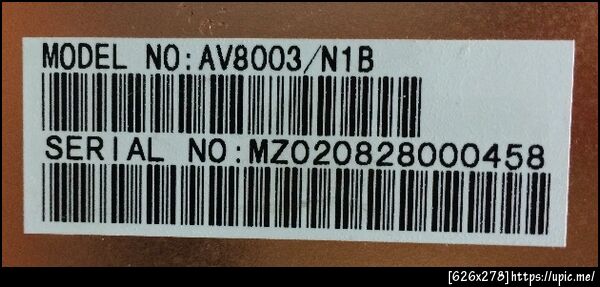 MODEL NO:AV8003/N1B
SERIAL NO:MZ020828000458
[626x278]https://upic.me/